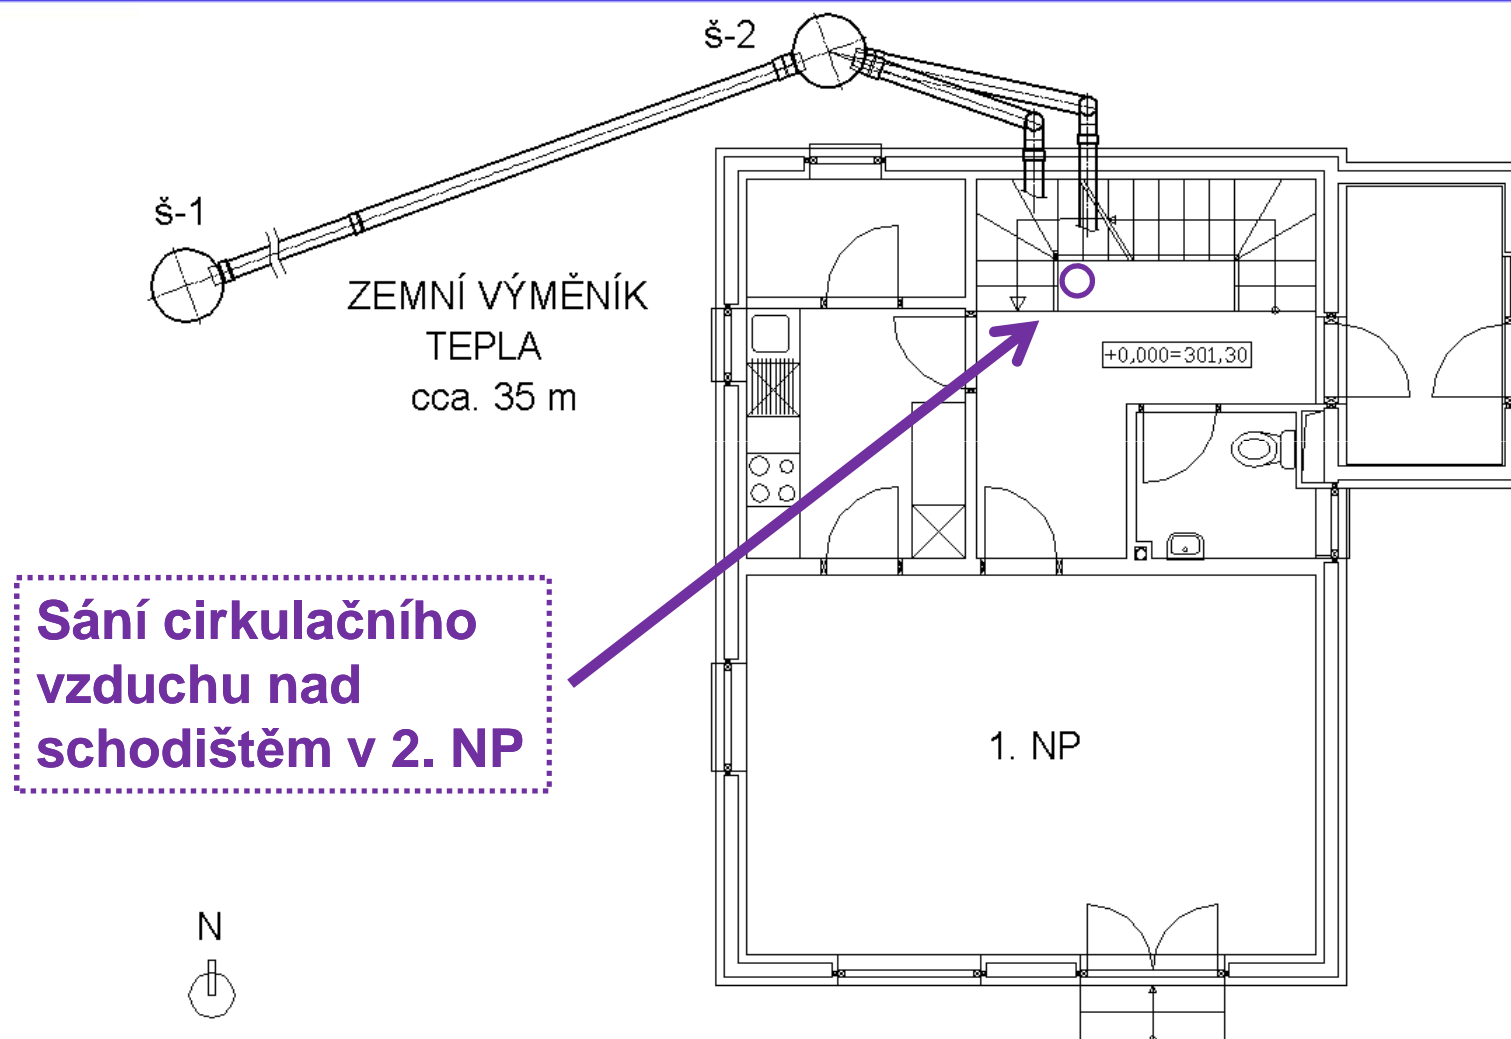 š-2
š-1
ZEMNÍ VÝMĚNÍK
TEPLA
cca. 35 m
+0,000=301,30
Sání cirkulačního
vzduchu nad
schodištěm v 2. NP
1. NP
N